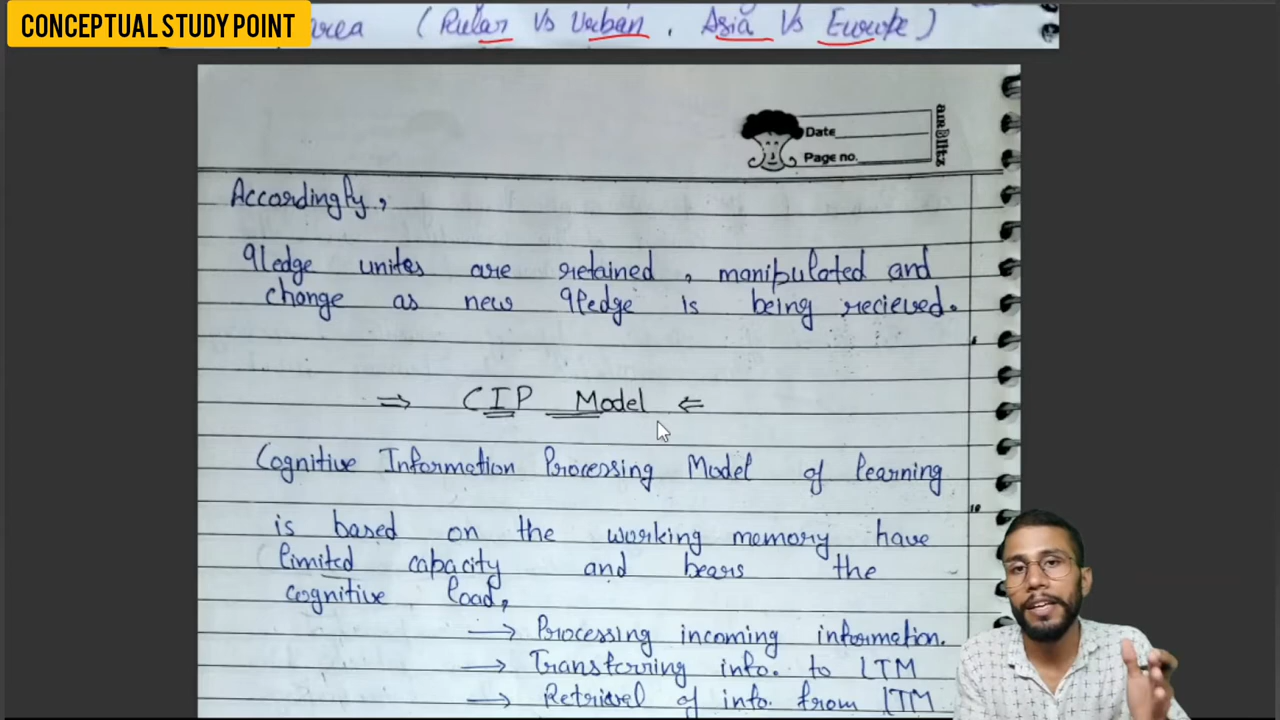 CONCEPTUAL STUDY POINT
area (Rular Vs Urban, Asia Vs Europe)
Date
Page no.
Accordingly,
qledge unites are retained, manipulated and
change as new qledge is being recieved.
⇒ CIP Model ⇐
Cognitive Information Processing Model of learning
is based on the working memory have
limited capacity and bears the
cognitive load,
→ Processing incoming information.
→ Transferring info. to LTM
→ Retrieval of info. from LTM